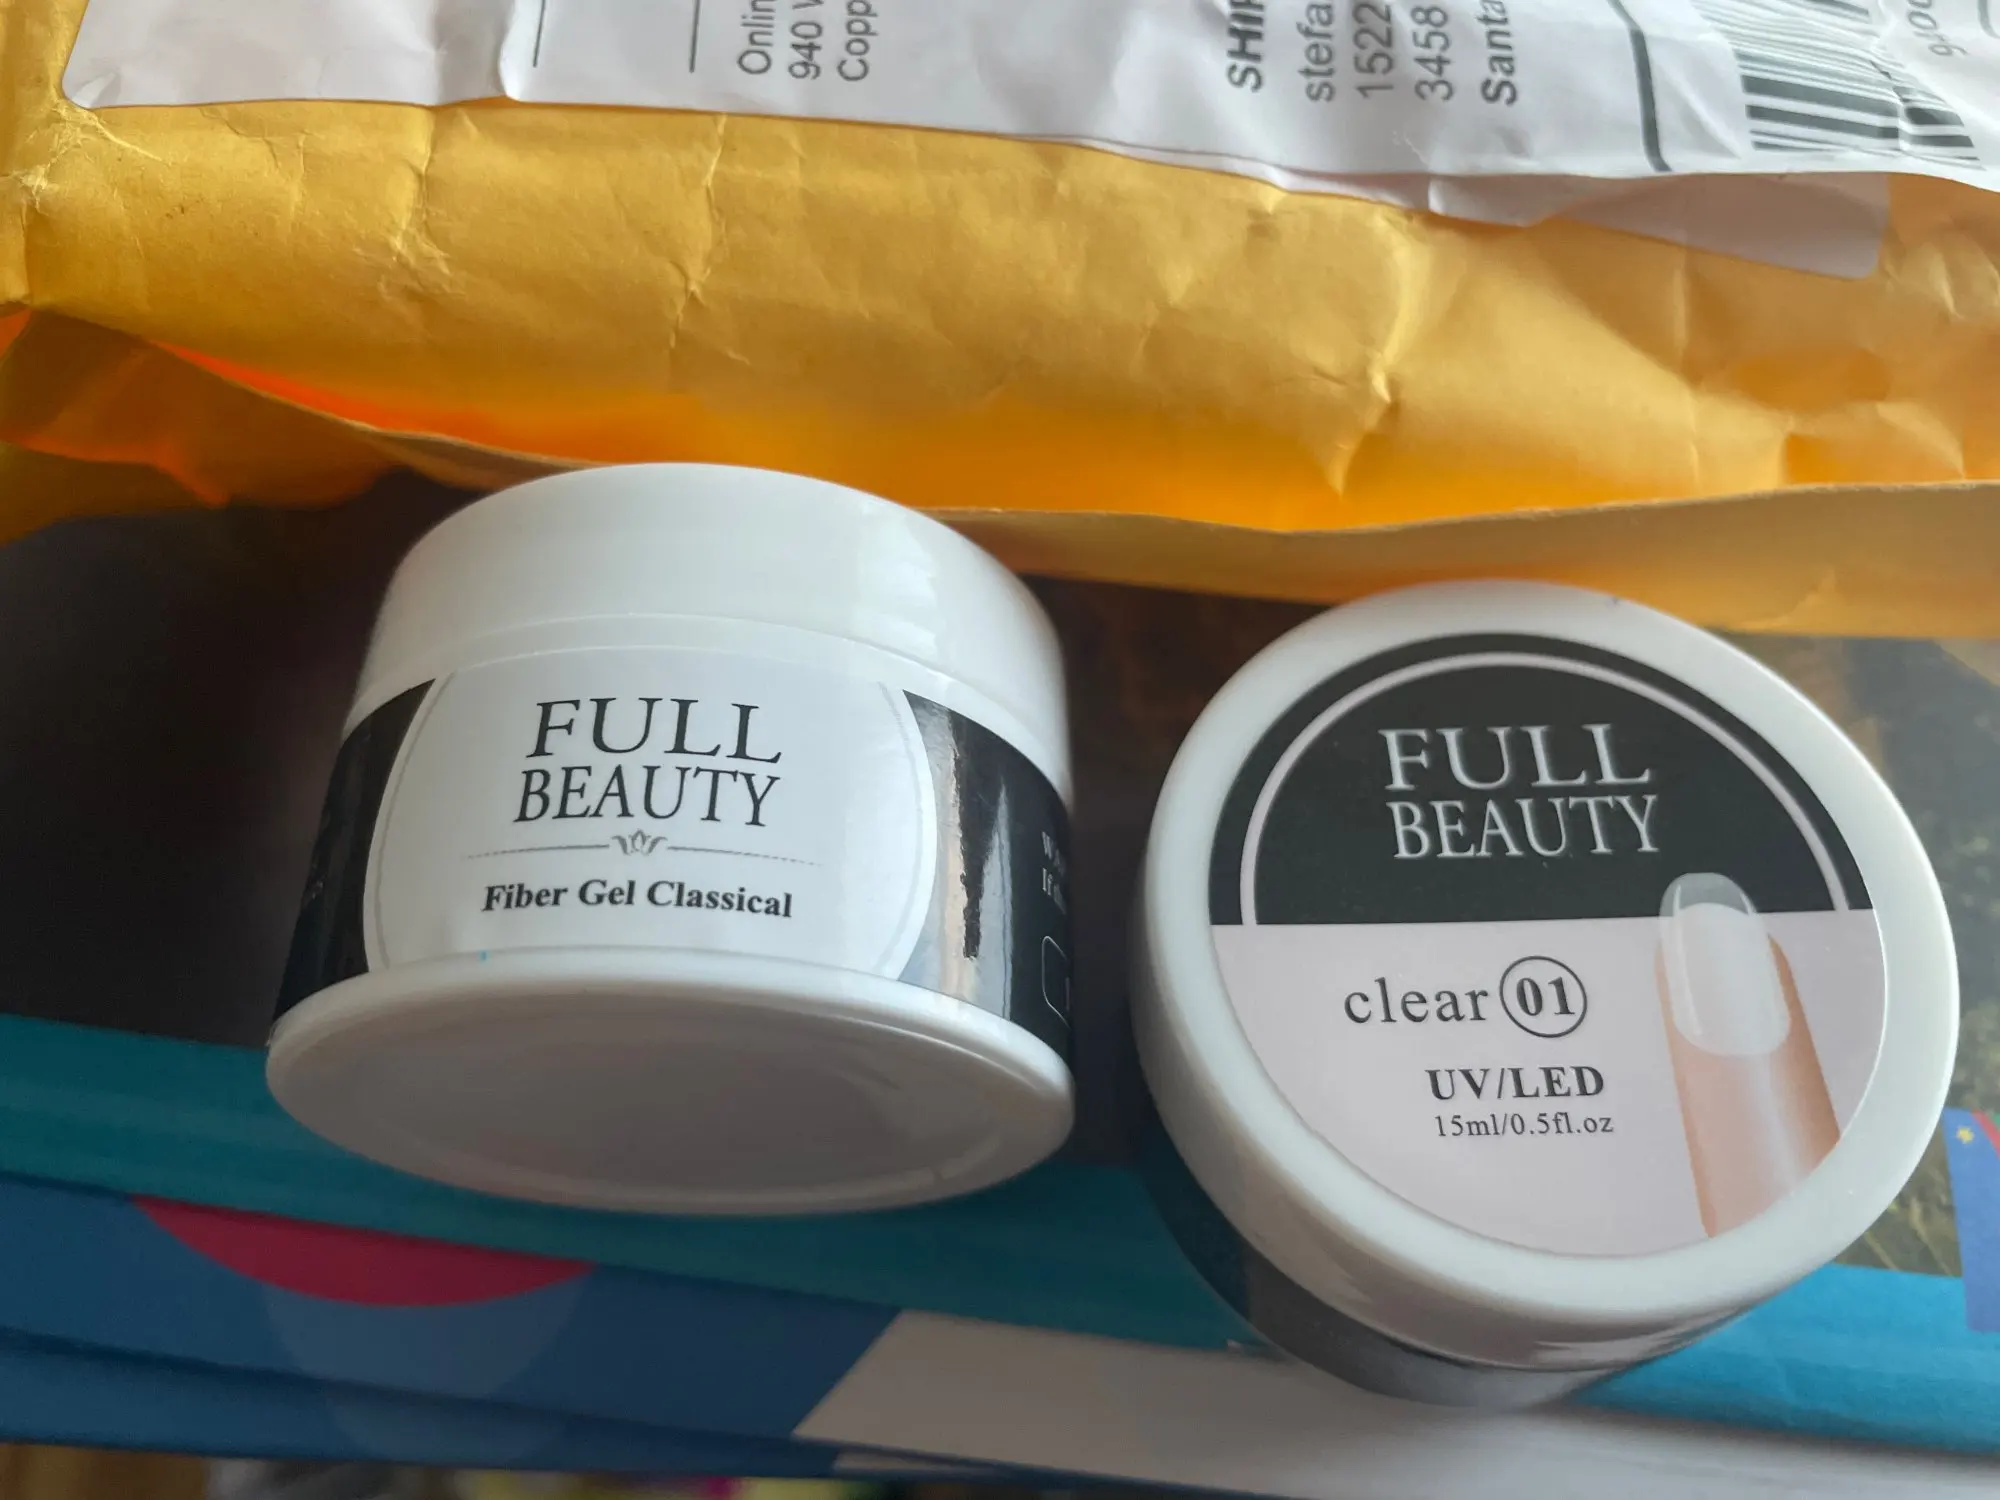 Onlin
940
Copp
SHIP
stefa
1522
3458
Santa
FULL
BEAUTY
Fiber Gel Classical
FULL
BEAUTY
clear 01
UV/LED
15ml/0.5fl.oz